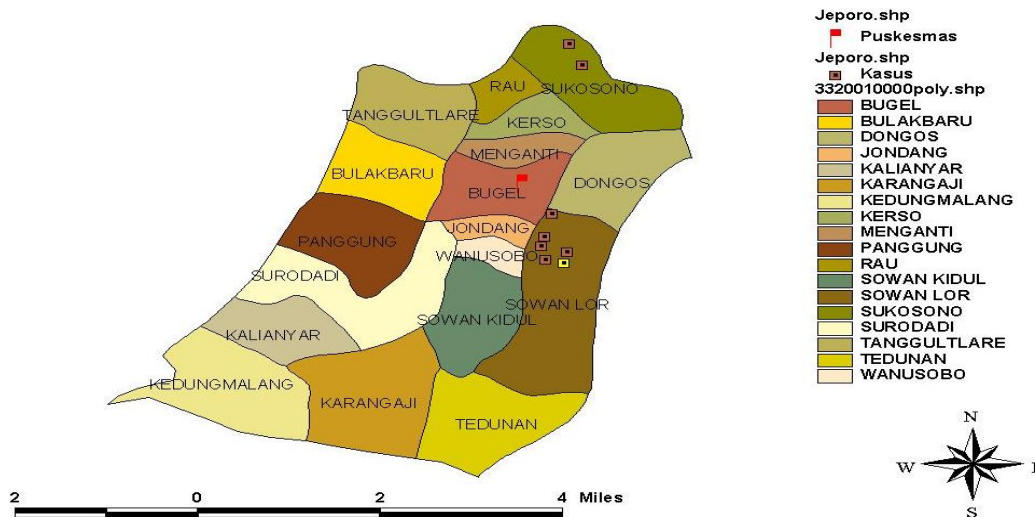 SUKOSONO
RAU
TANGGULTLARE
KERSO
MENGANTI
BULAKBARU
BUGEL
DONGOS
JONDANG
PANGGUNG
WANUSOBO
SURODADI
SOWAN LOR
SOWAN KIDUL
KALIANYAR
KEDUNGMALANG
KARANGAJI
TEDUNAN
2 0 2 4 Miles
Jeporo.shp
Puskesmas
Jeporo.shp
Kasus
3320010000poly.shp
BUGEL
BULAKBARU
DONGOS
JONDANG
KALIANYAR
KARANGAJI
KEDUNGMALANG
KERSO
MENGANTI
PANGGUNG
RAU
SOWAN KIDUL
SOWAN LOR
SUKOSONO
SURODADI
TANGGULTLARE
TEDUNAN
WANUSOBO
N
W
S